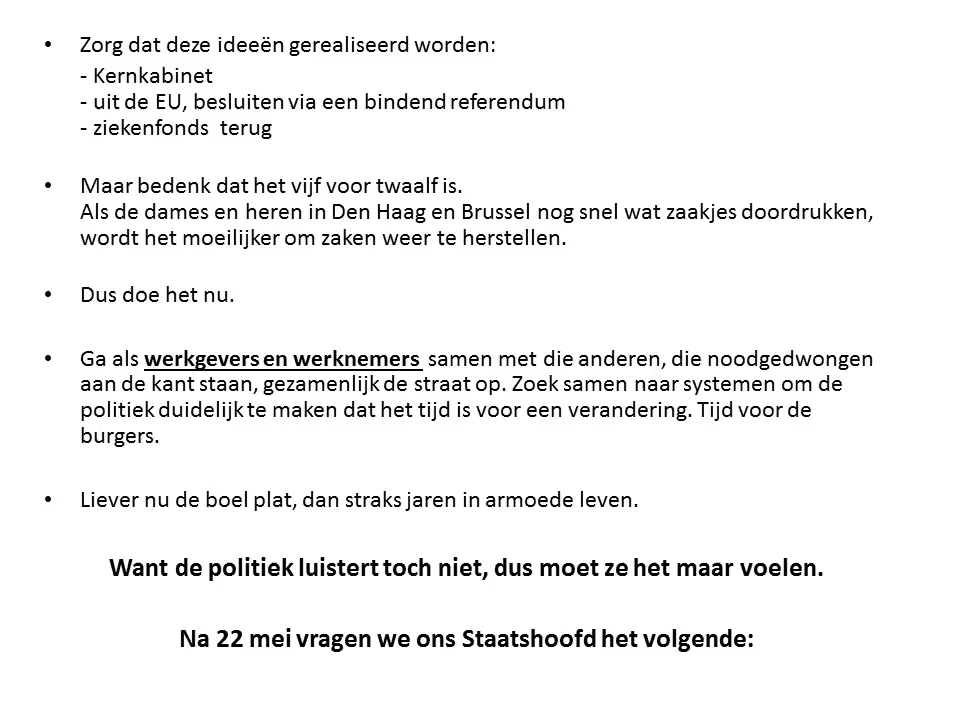 • Zorg dat deze ideeën gerealiseerd worden:
- Kernkabinet
- uit de EU, besluiten via een bindend referendum
- ziekenfonds terug
• Maar bedenk dat het vijf voor twaalf is.
Als de dames en heren in Den Haag en Brussel nog snel wat zaakjes doordrukken,
wordt het moeilijker om zaken weer te herstellen.
• Dus doe het nu.
• Ga als werkgevers en werknemers samen met die anderen, die noodgedwongen
aan de kant staan, gezamenlijk de straat op. Zoek samen naar systemen om de
politiek duidelijk te maken dat het tijd is voor een verandering. Tijd voor de
burgers.
• Liever nu de boel plat, dan straks jaren in armoede leven.
Want de politiek luistert toch niet, dus moet ze het maar voelen.
Na 22 mei vragen we ons Staatshoofd het volgende: